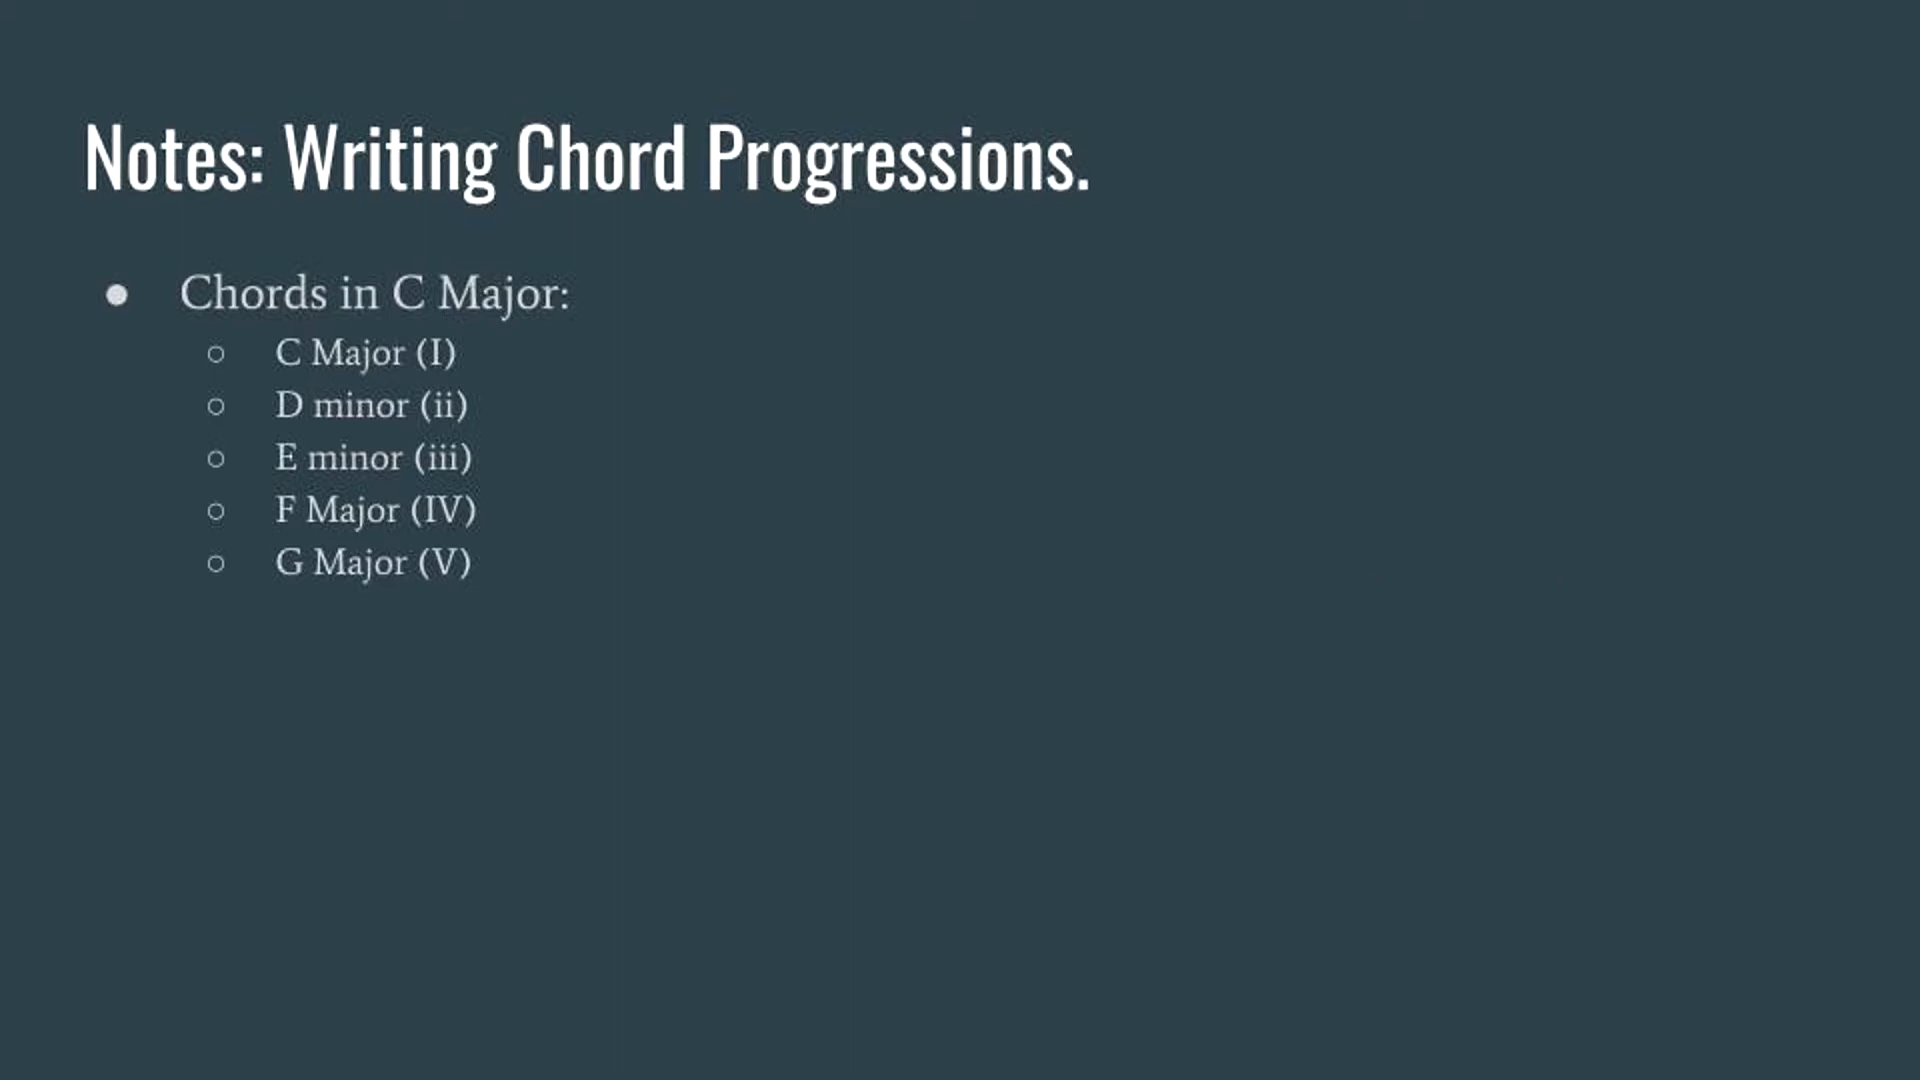 Notes: Writing Chord Progressions.
● Chords in C Major:
○ C Major (I)
○ D minor (ii)
○ E minor (iii)
○ F Major (IV)
○ G Major (V)